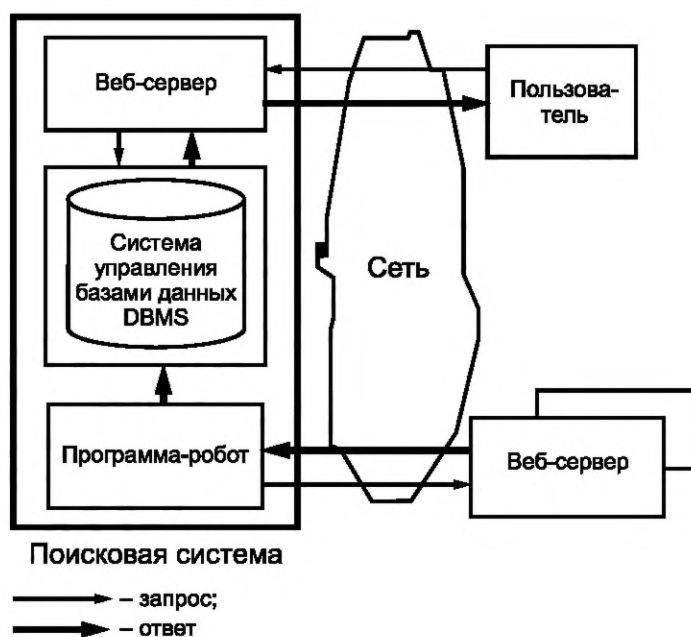 Веб-сервер
Пользова-
тель
Система
управления
базами данных
DBMS
Сеть
Программа-робот
Веб-сервер
Поисковая система
– запрос;
– ответ